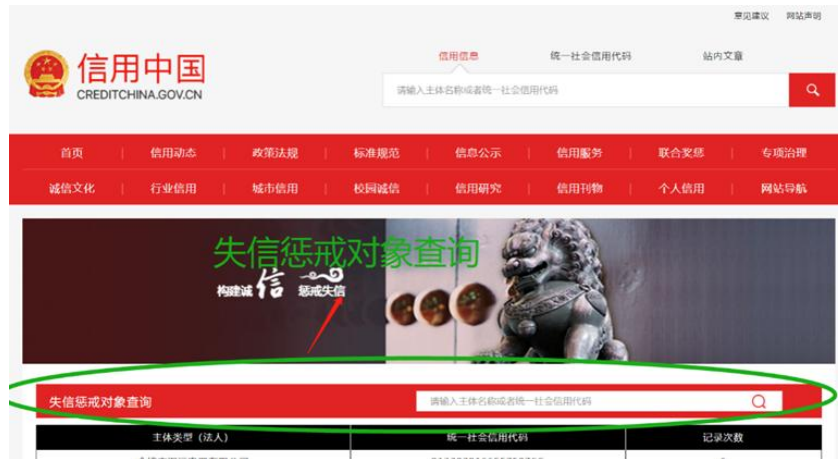 意见建议 网站声明
信用中国
CREDITCHINA.GOV.CN
信用信息 统一社会信用代码 站内文章
请输入主体名称或者统一社会信用代码
首页 信用动态 政策法规 标准规范 信息公示 信用服务 联合奖惩 专项治理
诚信文化 行业信用 城市信用 校园诚信 信用研究 信用刊物 个人信用 网站导航
失信惩戒对象查询
构建诚信 惩戒失信
失信惩戒对象查询 请输入主体名称或者统一社会信用代码
主体类型（法人） 统一社会信用代码 记录次数